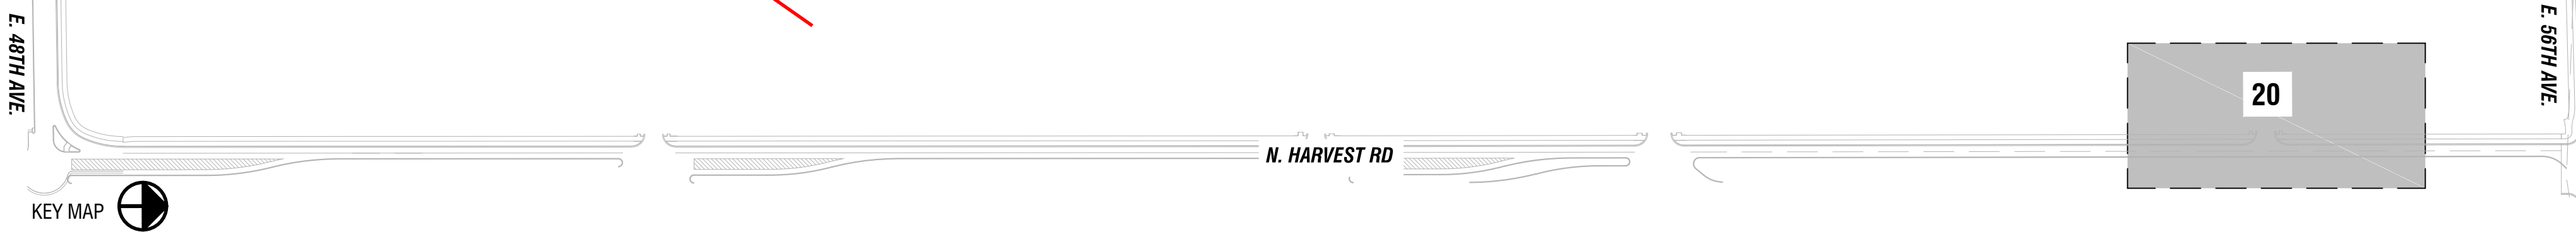 E. 48TH AVE.
E. 56TH AVE.
20
N. HARVEST RD
KEY MAP